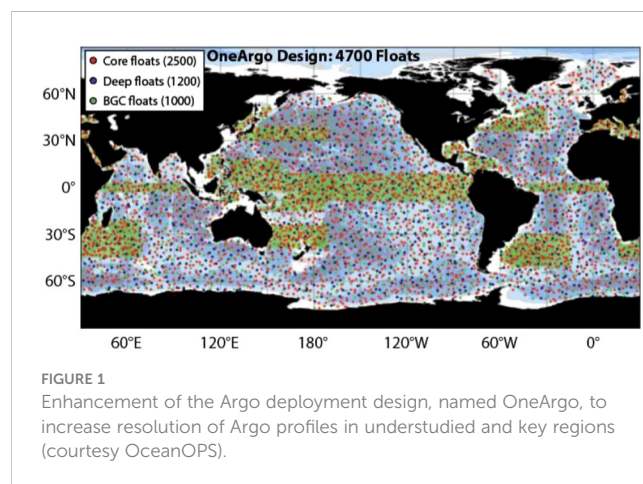 OneArgo Design: 4700 Floats
Core floats (2500)
Deep floats (1200)
BGC floats (1000)
60°N
30°N
0°
30°S
60°S
60°E 120°E 180° 120°W 60°W 0°
FIGURE 1
Enhancement of the Argo deployment design, named OneArgo, to
increase resolution of Argo profiles in understudied and key regions
(courtesy OceanOPS).